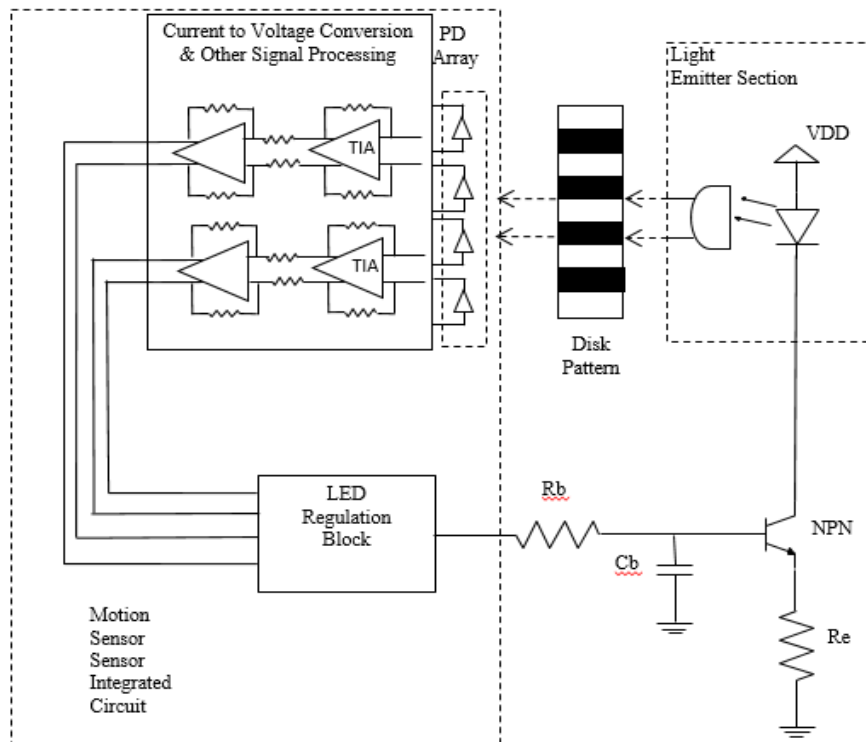 Current to Voltage Conversion
& Other Signal Processing
PD
Array
TIA
TIA
Light
Emitter Section
VDD
Disk
Pattern
LED
Regulation
Block
Rb
Cb
NPN
Re
Motion
Sensor
Sensor
Integrated
Circuit